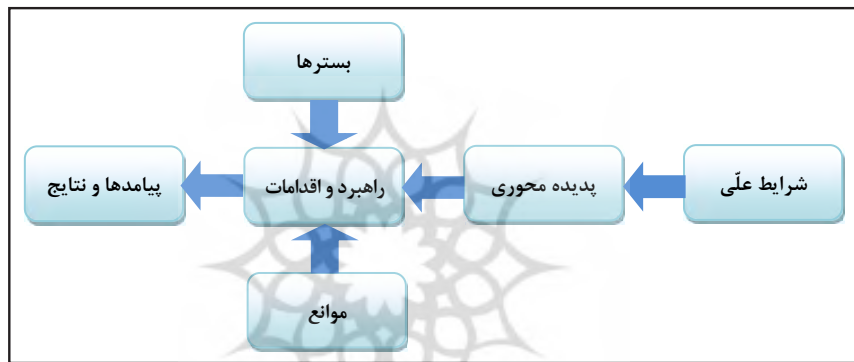 بسترها
شرایط علّی
پدیده محوری
راهبرد و اقدامات
پیامدها و نتایج
موانع